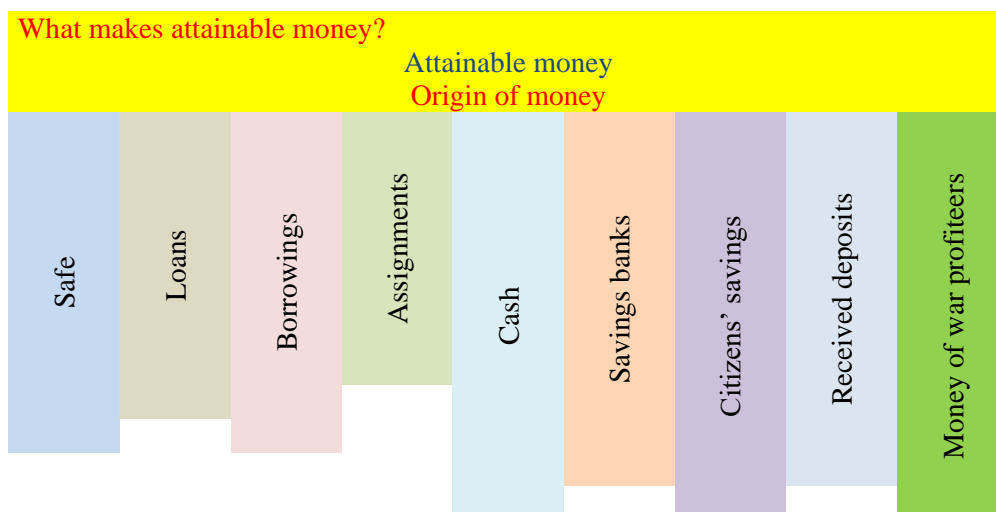 What makes attainable money?
Attainable money
Origin of money
Safe
Loans
Borrowings
Assignments
Cash
Savings banks
Citizens’ savings
Received deposits
Money of war profiteers